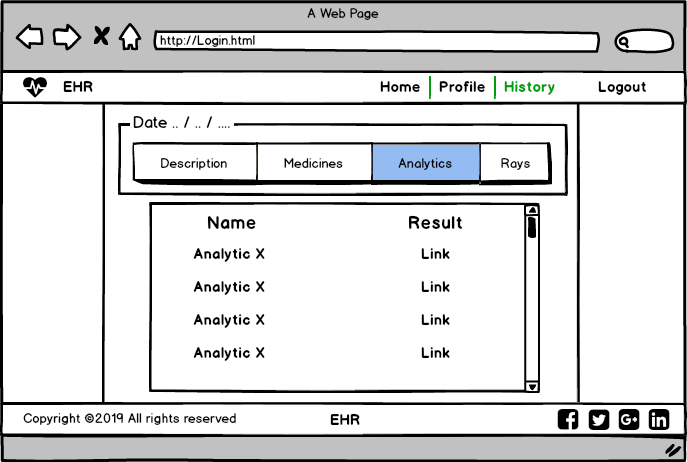 A Web Page
http://Login.html
EHR Home Profile History Logout
Date .. / .. / ....
Description Medicines Analytics Rays
Name Result
Analytic X Link
Analytic X Link
Analytic X Link
Analytic X Link
Copyright ©2019 All rights reserved EHR